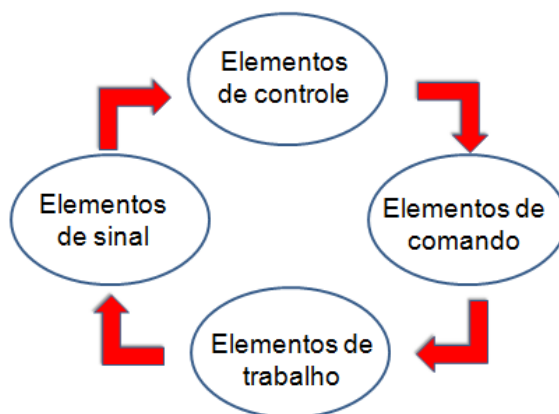 Elementos
de controle
Elementos de
comando
Elementos de
trabalho
Elementos
de sinal